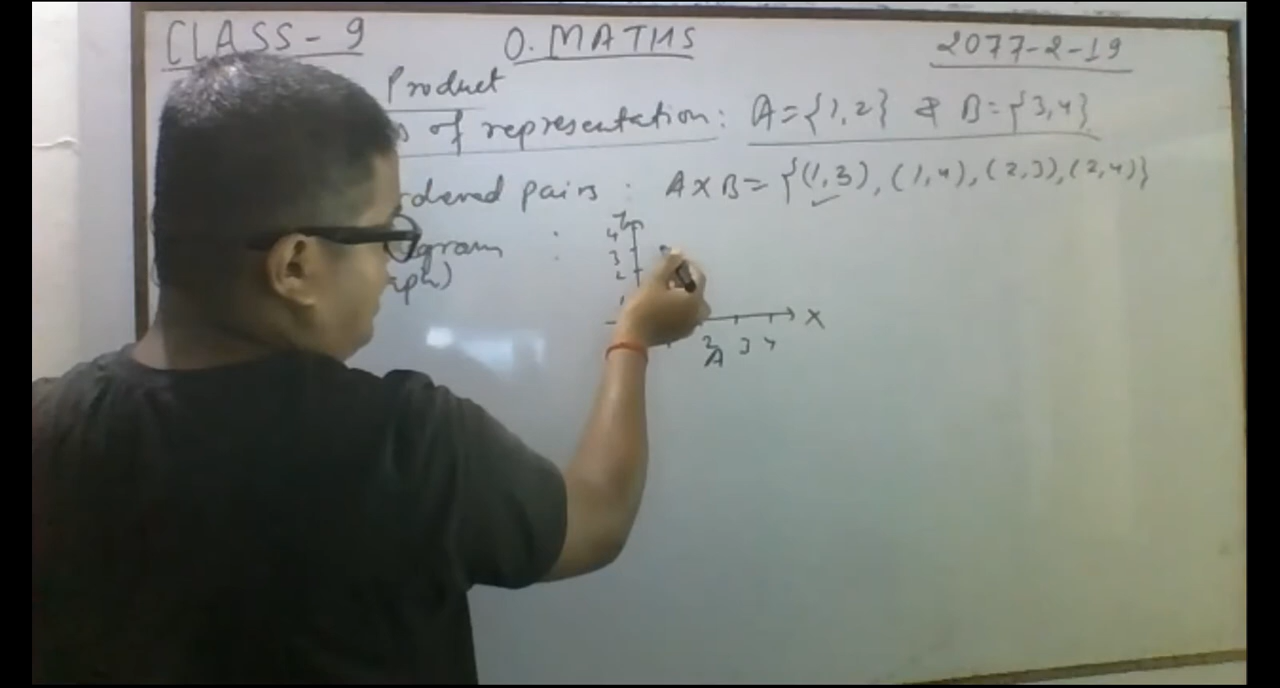 CLASS - 9 O. MATHS 2077-2-19
Product
s of representation: A={1,2} & B={3,4}
rdered pairs : A×B={(1,3), (1,4), (2,3), (2,4)}
gram :
aph)
Y
4
3
2
1
X
2 3 4
A